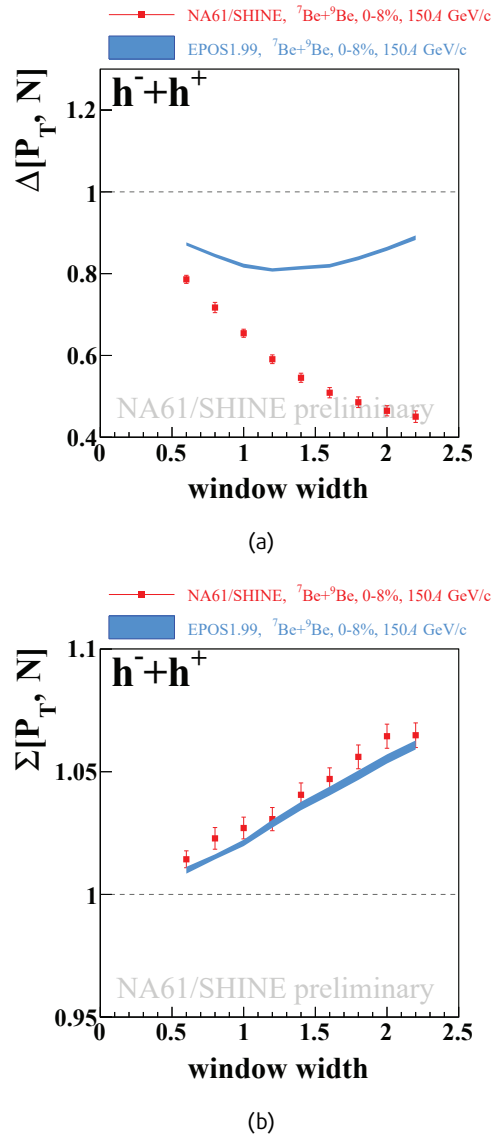 NA61/SHINE, ⁷Be+⁹Be, 0-8%, 150A GeV/c
EPOS1.99, ⁷Be+⁹Be, 0-8%, 150A GeV/c
h⁻+h⁺
Δ[P_T, N]
1.2
1
0.8
0.6
0.4
NA61/SHINE preliminary
0 0.5 1 1.5 2 2.5
window width
(a)
NA61/SHINE, ⁷Be+⁹Be, 0-8%, 150A GeV/c
EPOS1.99, ⁷Be+⁹Be, 0-8%, 150A GeV/c
h⁻+h⁺
Σ[P_T, N]
1.1
1.05
1
0.95
NA61/SHINE preliminary
0 0.5 1 1.5 2 2.5
window width
(b)